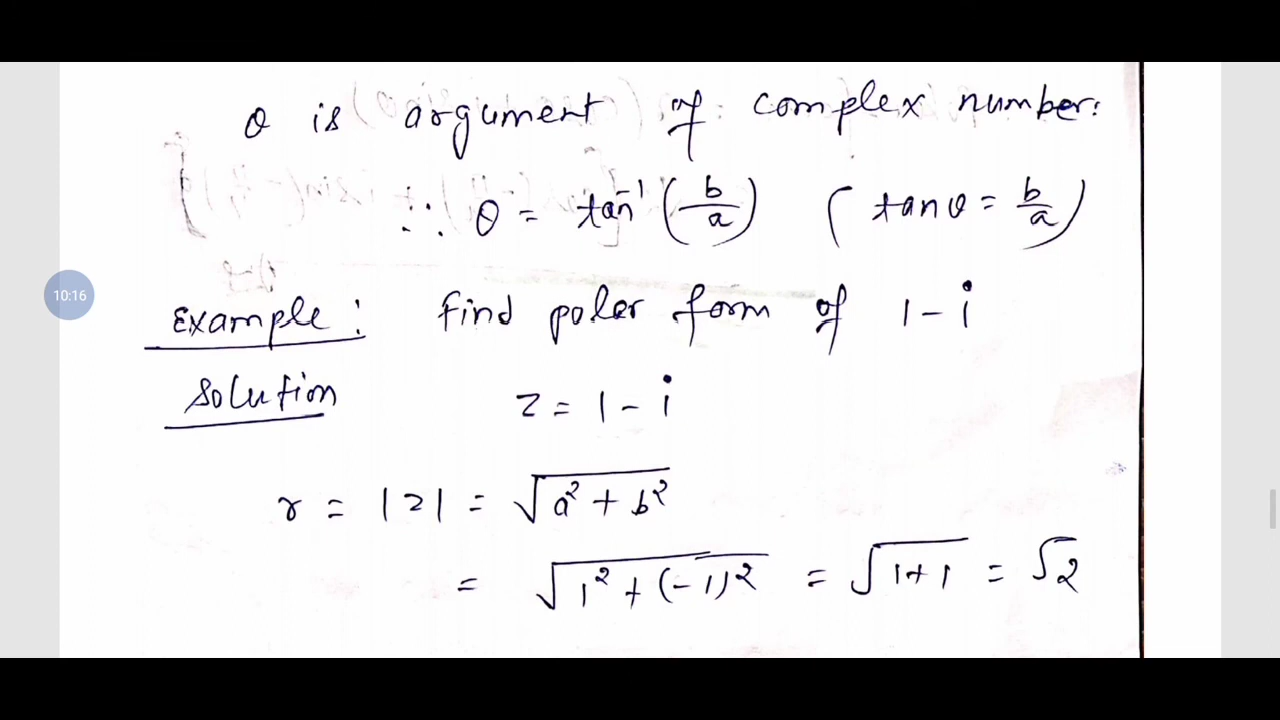 θ is argument of complex number.
∴ θ = tan⁻¹(b/a) (tanθ = b/a)
10:16
Example: find polar form of 1 - i
Solution z = 1 - i
r = |z| = √a² + b²
= √1² + (-1)² = √1+1 = √2